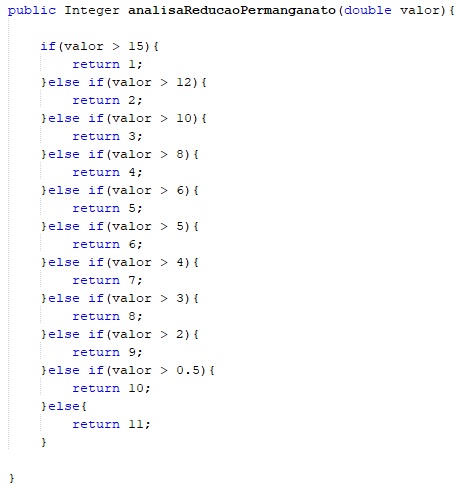 public Integer analisaReducaoPermanganato(double valor){
if(valor > 15){
return 1;
}else if(valor > 12){
return 2;
}else if(valor > 10){
return 3;
}else if(valor > 8){
return 4;
}else if(valor > 6){
return 5;
}else if(valor > 5){
return 6;
}else if(valor > 4){
return 7;
}else if(valor > 3){
return 8;
}else if(valor > 2){
return 9;
}else if(valor > 0.5){
return 10;
}else{
return 11;
}
}